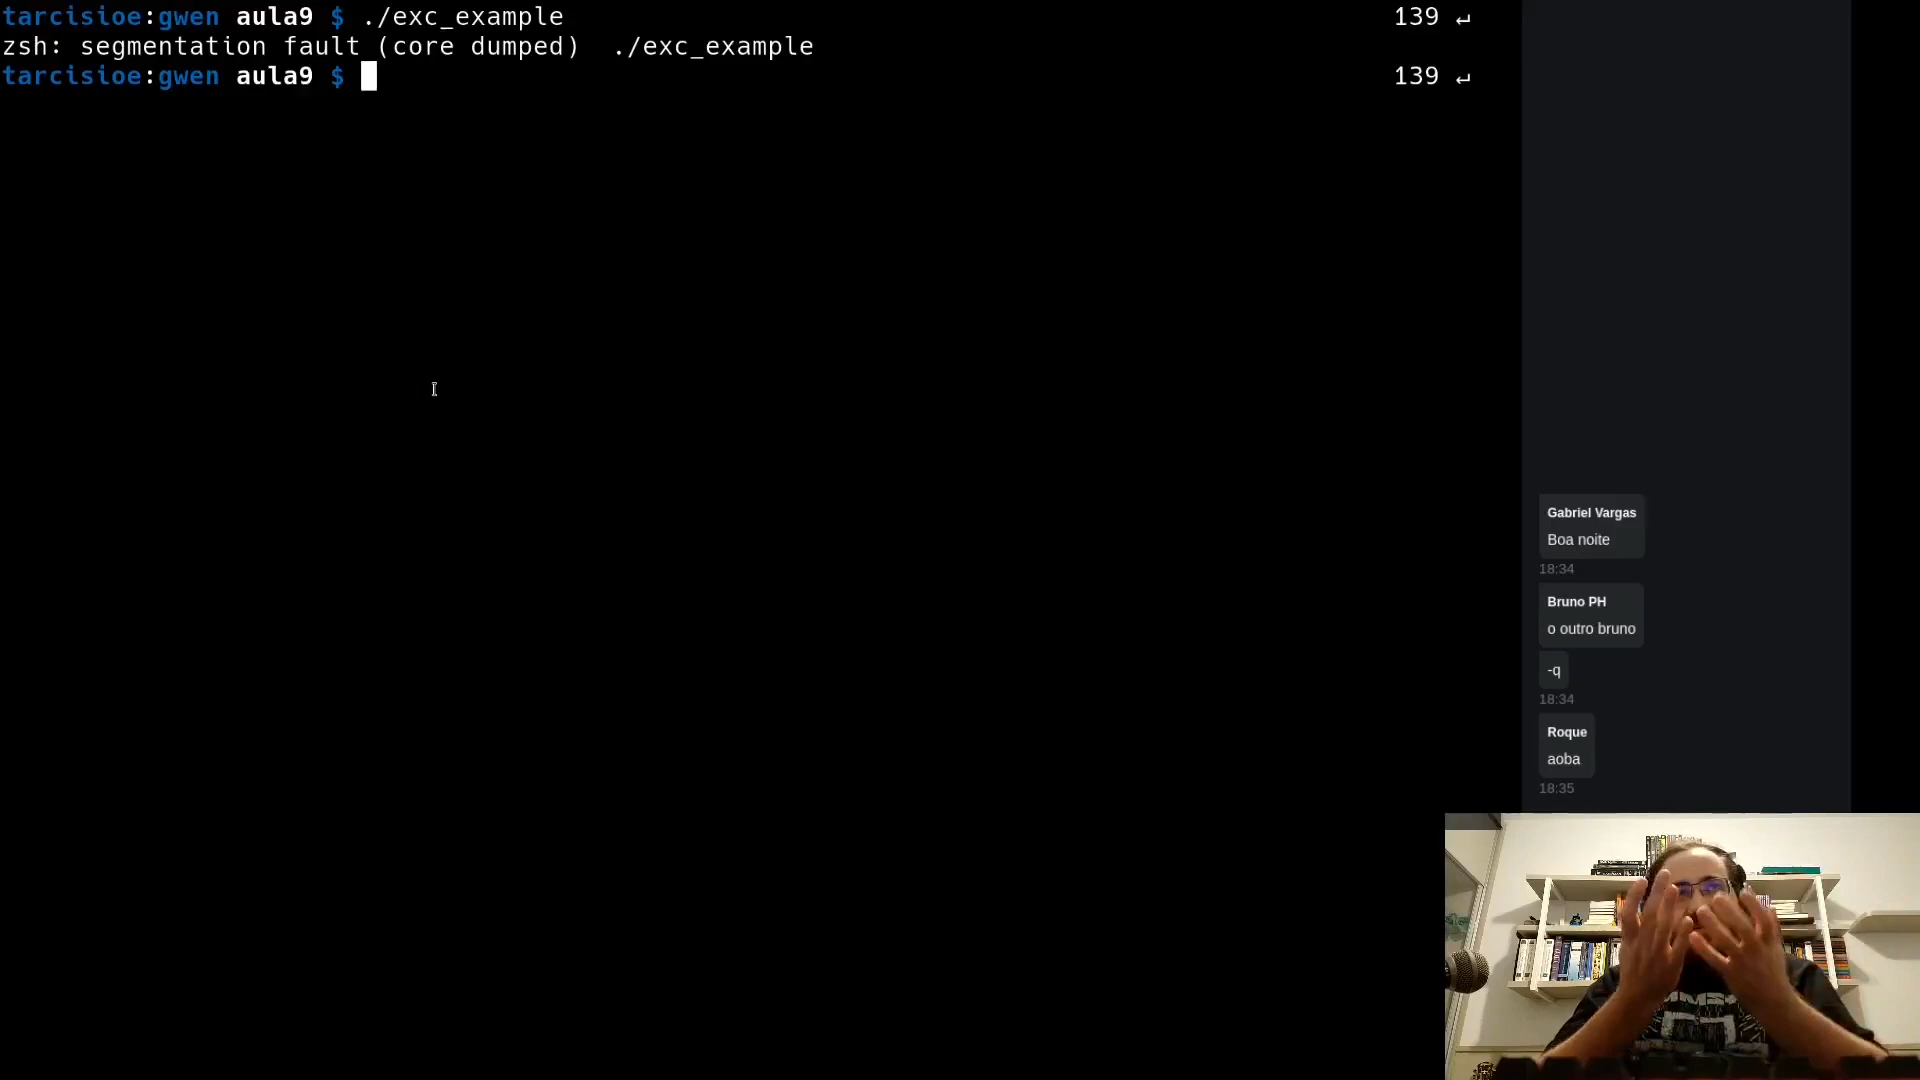 tarcisioe:gwen aula9 $ ./exc_example 139 ↵
zsh: segmentation fault (core dumped)  ./exc_example
tarcisioe:gwen aula9 $ 139 ↵
Gabriel Vargas
Boa noite
18:34
Bruno PH
o outro bruno
-q
18:34
Roque
aoba
18:35